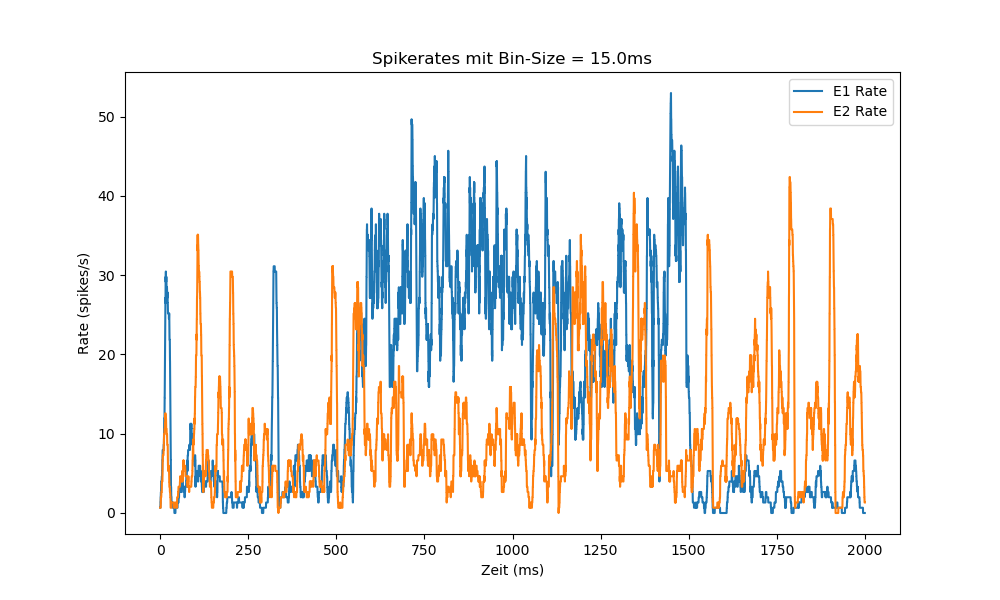 Spikerates mit Bin-Size = 15.0ms
E1 Rate
E2 Rate
Rate (spikes/s)
50
40
30
20
10
0
0 250 500 750 1000 1250 1500 1750 2000
Zeit (ms)